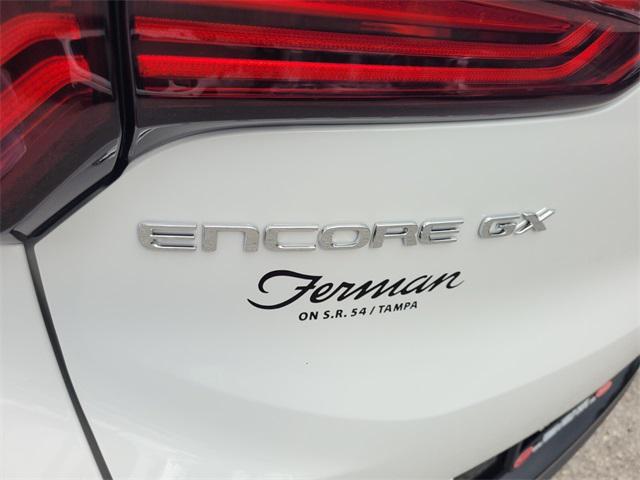 ENCORE GX
Ferman
ON S.R. 54 / TAMPA